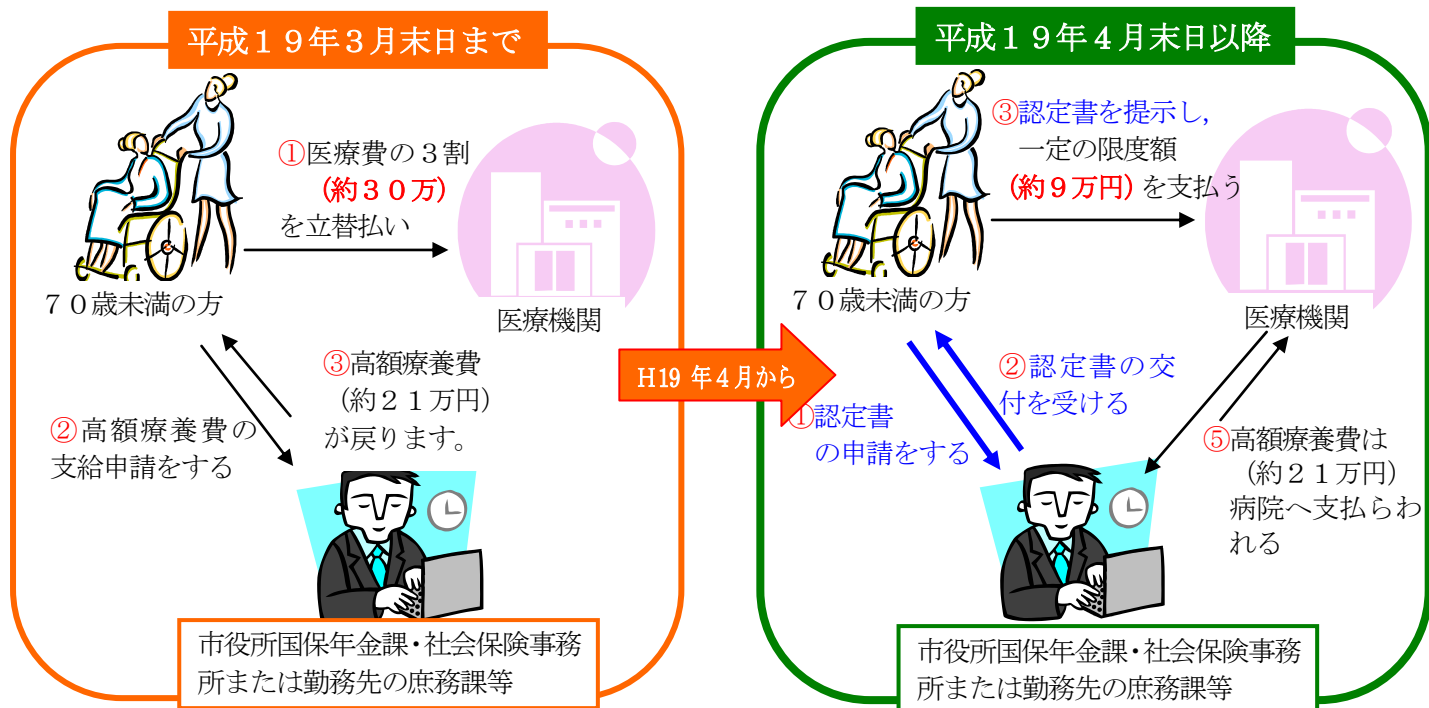 平成１９年３月末日まで
①医療費の３割
(約３０万)
を立替払い
７０歳未満の方
医療機関
②高額療養費の
支給申請をする
③高額療養費
（約２１万円）
が戻ります。
市役所国保年金課・社会保険事務
所または勤務先の庶務課等
H19 年４月から
平成１９年４月末日以降
③認定書を提示し,
一定の限度額
(約９万円) を支払う
７０歳未満の方
医療機関
①認定書
の申請をする
②認定書の交
付を受ける
⑤高額療養費は
（約２１万円）
病院へ支払らわ
れる
市役所国保年金課・社会保険事務
所または勤務先の庶務課等